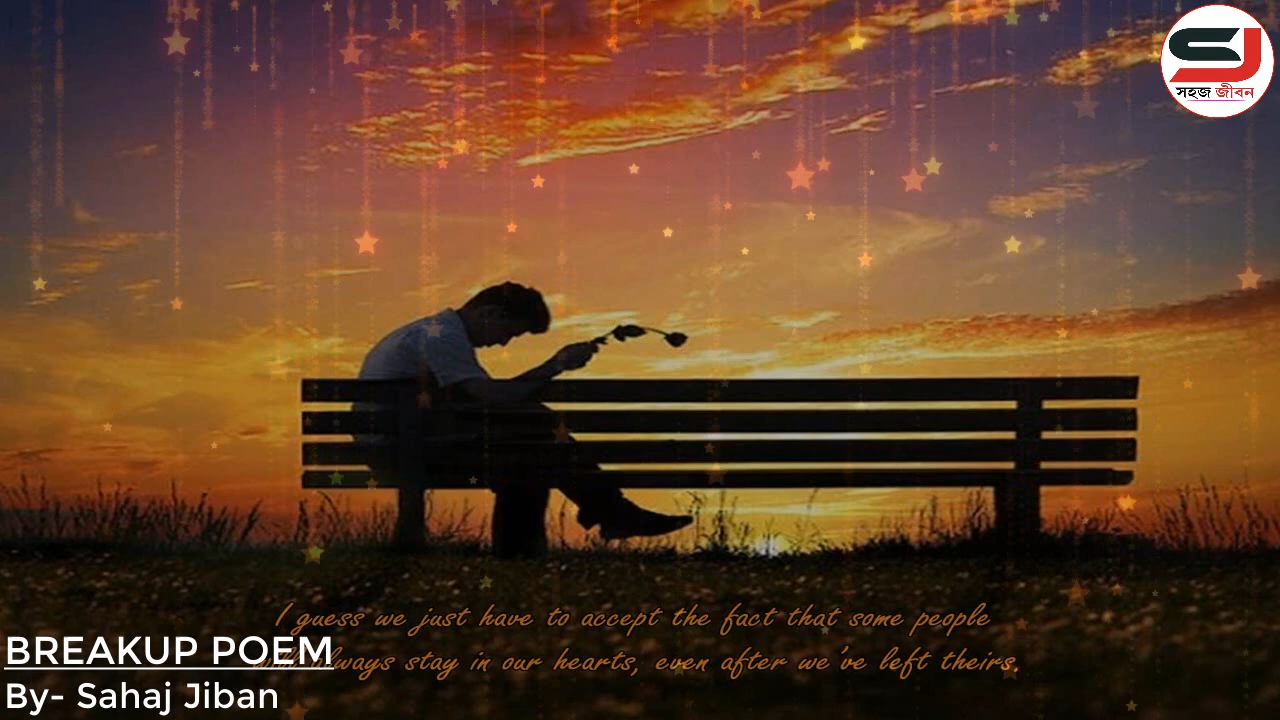 SJ
সহজ জীবন
I guess we just have to accept the fact that some people
always stay in our hearts, even after we've left theirs.
BREAKUP POEM
By- Sahaj Jiban